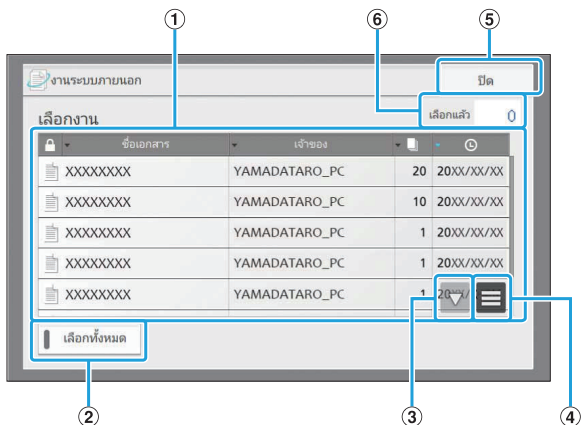 ① ⑥ ⑤
งานระบบภายนอก ปิด
เลือกงาน เลือกแล้ว 0
ชื่อเอกสาร เจ้าของ
XXXXXXXX YAMADATARO_PC 20 20XX/XX/XX
XXXXXXXX YAMADATARO_PC 10 20XX/XX/XX
XXXXXXXX YAMADATARO_PC 1 20XX/XX/XX
XXXXXXXX YAMADATARO_PC 1 20XX/XX/XX
XXXXXXXX YAMADATARO_PC 1
เลือกทั้งหมด
② ③ ④